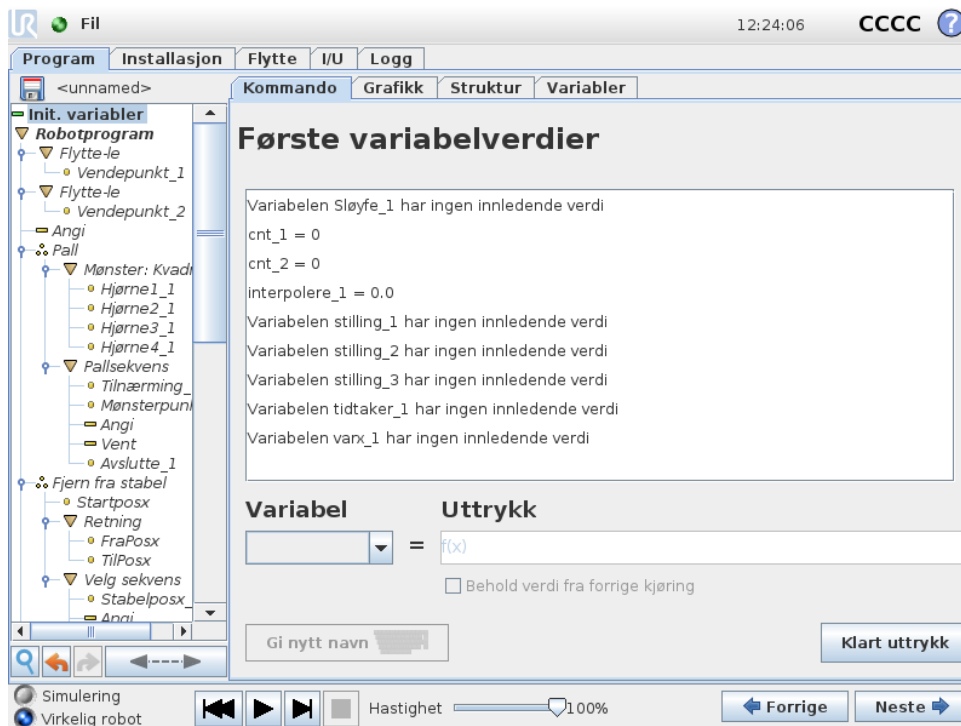 UR Fil 12:24:06 CCCC ?
Program Installasjon Flytte I/U Logg
<unnamed>
Kommando Grafikk Struktur Variabler
Init. variabler
Robotprogram
Flytte-le
Vendepunkt_1
Flytte-le
Vendepunkt_2
Angi
Pall
Mønster: Kvadr
Hjørne1_1
Hjørne2_1
Hjørne3_1
Hjørne4_1
Pallsekvens
Tilnærming_
Mønsterpunk
Angi
Vent
Avslutte_1
Fjern fra stabel
Startposx
Retning
FraPosx
TilPosx
Velg sekvens
Stabelposx_
Angi
Første variabelverdier
Variabelen Sløyfe_1 har ingen innledende verdi
cnt_1 = 0
cnt_2 = 0
interpolere_1 = 0.0
Variabelen stilling_1 har ingen innledende verdi
Variabelen stilling_2 har ingen innledende verdi
Variabelen stilling_3 har ingen innledende verdi
Variabelen tidtaker_1 har ingen innledende verdi
Variabelen varx_1 har ingen innledende verdi
Variabel Uttrykk
= f(x)
Behold verdi fra forrige kjøring
Gi nytt navn
Klart uttrykk
Simulering
Virkelig robot
Hastighet 100%
Forrige Neste